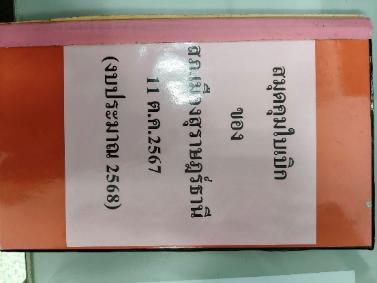 สมุดคุมใบเบิก
ของ
สภ.เมืองสุราษฎร์ธานี
11 ต.ค.2567
(งบประมาณ 2568)